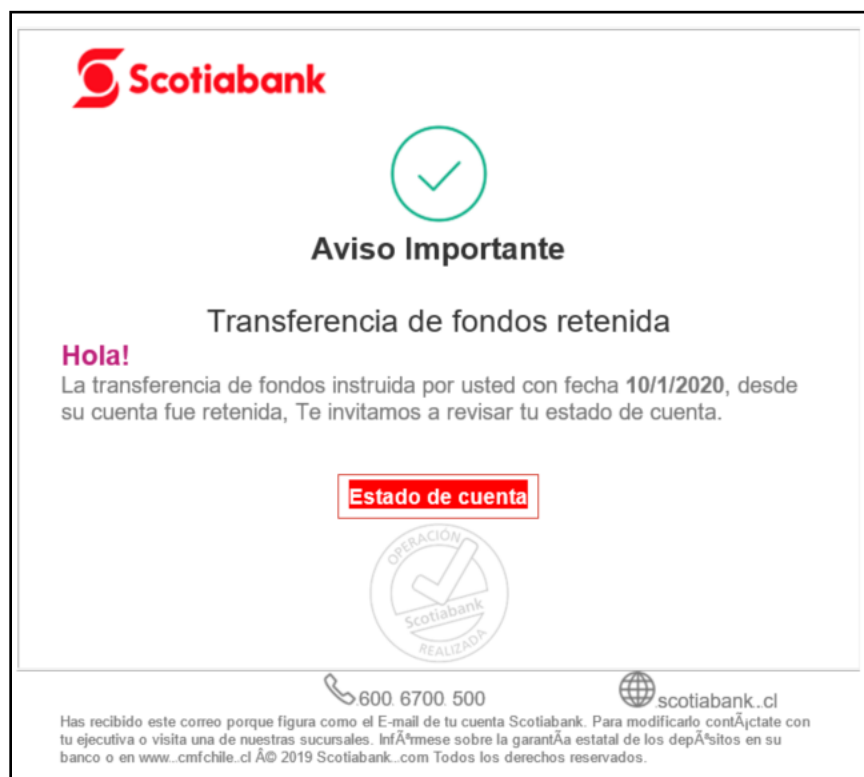 Scotiabank
Aviso Importante
Transferencia de fondos retenida
Hola!
La transferencia de fondos instruida por usted con fecha 10/1/2020, desde
su cuenta fue retenida, Te invitamos a revisar tu estado de cuenta.
Estado de cuenta
OPERACIÓN
Scotiabank
REALIZADA
.600. 6700. 500
.scotiabank..cl
Has recibido este correo porque figura como el E-mail de tu cuenta Scotiabank. Para modificarlo contÃ¡ctate con
tu ejecutiva o visita una de nuestras sucursales. InfÃªrmese sobre la garantÃa estatal de los depÃªsitos en su
banco o en www..cmfchile..cl Â© 2019 Scotiabank..com Todos los derechos reservados.